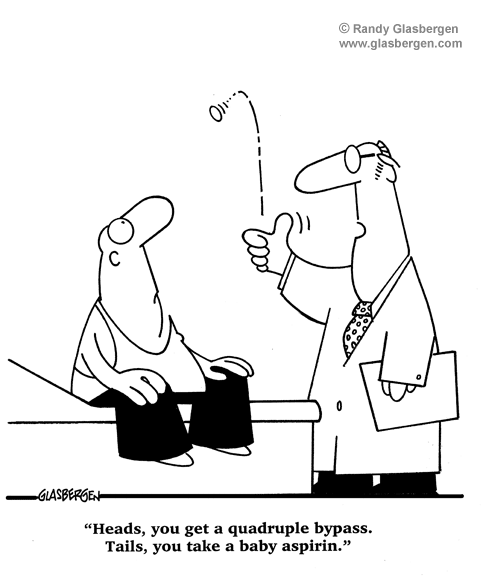 © Randy Glasbergen
www.glasbergen.com
GLASBERGEN
“Heads, you get a quadruple bypass.
Tails, you take a baby aspirin.”